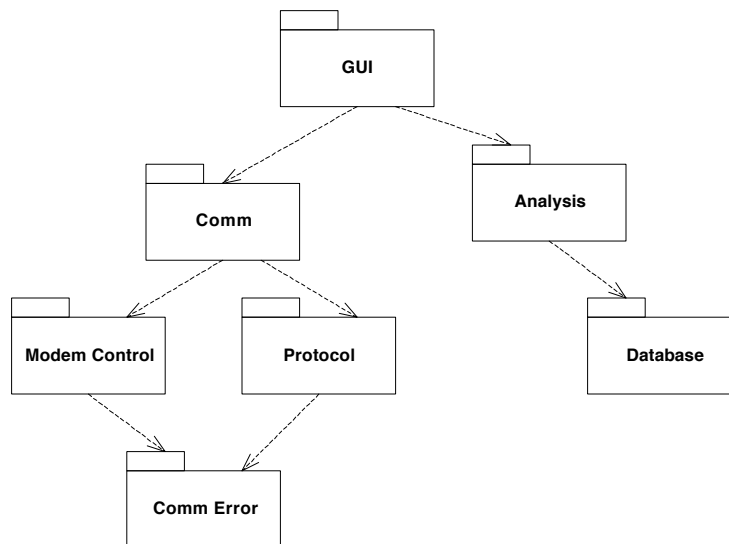 GUI
Analysis
Comm
Modem Control
Protocol
Database
Comm Error